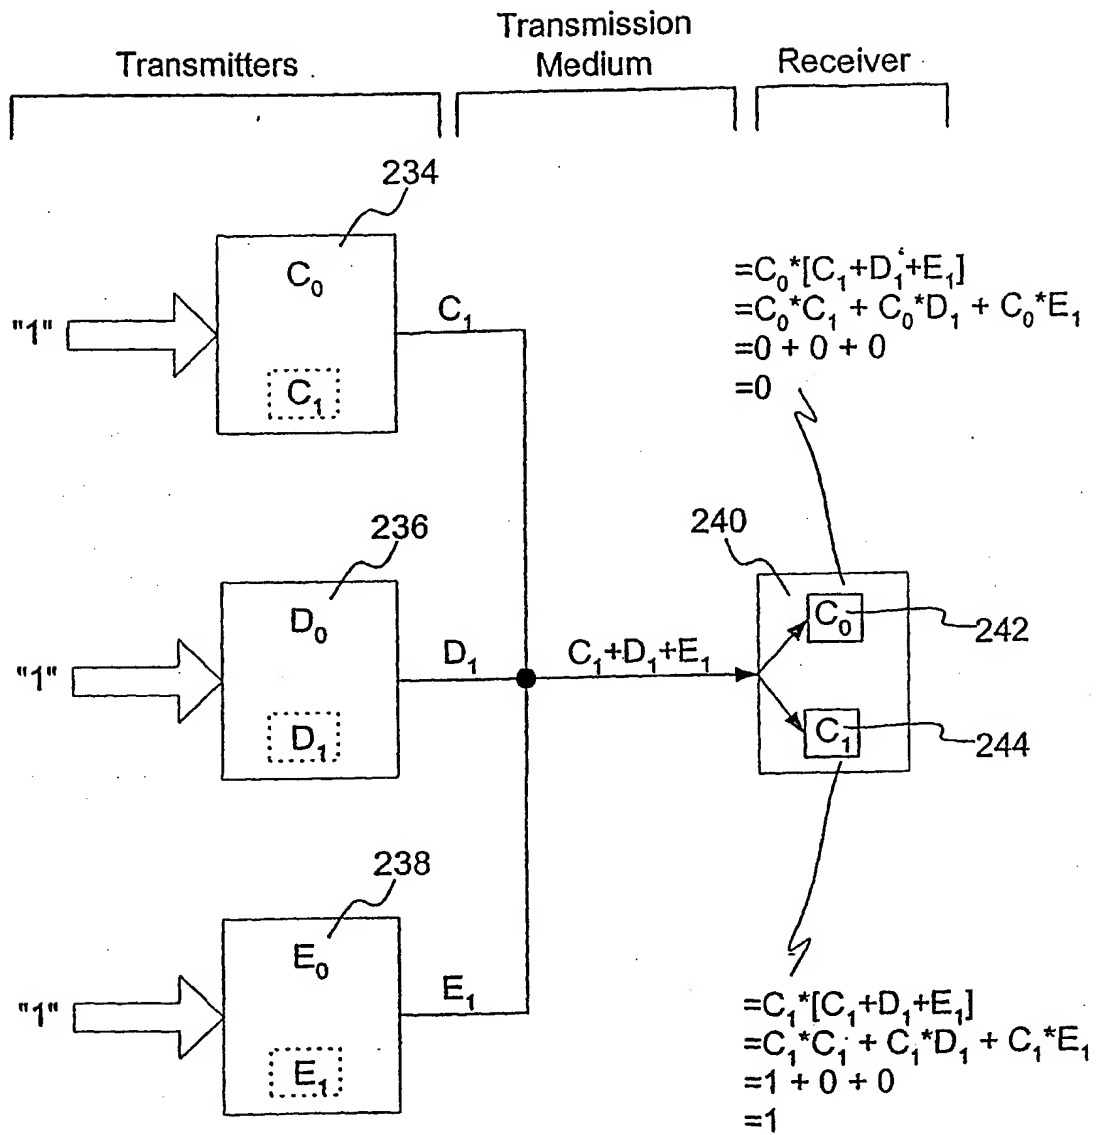 Transmitters
Transmission
Medium
Receiver
234
C₀
"1"
C₁
C₁
=C₀*[C₁+D₁+E₁]
=C₀*C₁ + C₀*D₁ + C₀*E₁
=0 + 0 + 0
=0
236
D₀
"1"
D₁
D₁
C₁+D₁+E₁
240
C₀
242
C₁
244
238
E₀
"1"
E₁
E₁
=C₁*[C₁+D₁+E₁]
=C₁*C₁ + C₁*D₁ + C₁*E₁
=1 + 0 + 0
=1